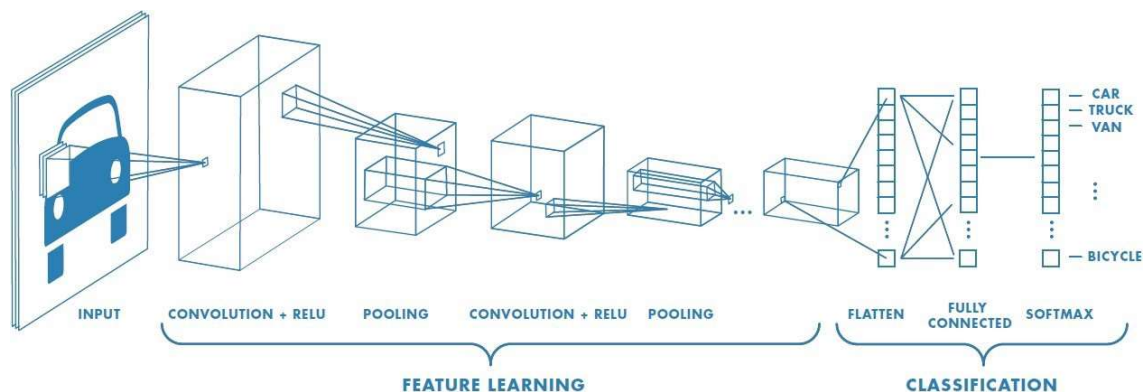 CAR
TRUCK
VAN
BICYCLE
INPUT
CONVOLUTION + RELU
POOLING
CONVOLUTION + RELU
POOLING
FLATTEN
FULLY
CONNECTED
SOFTMAX
FEATURE LEARNING
CLASSIFICATION